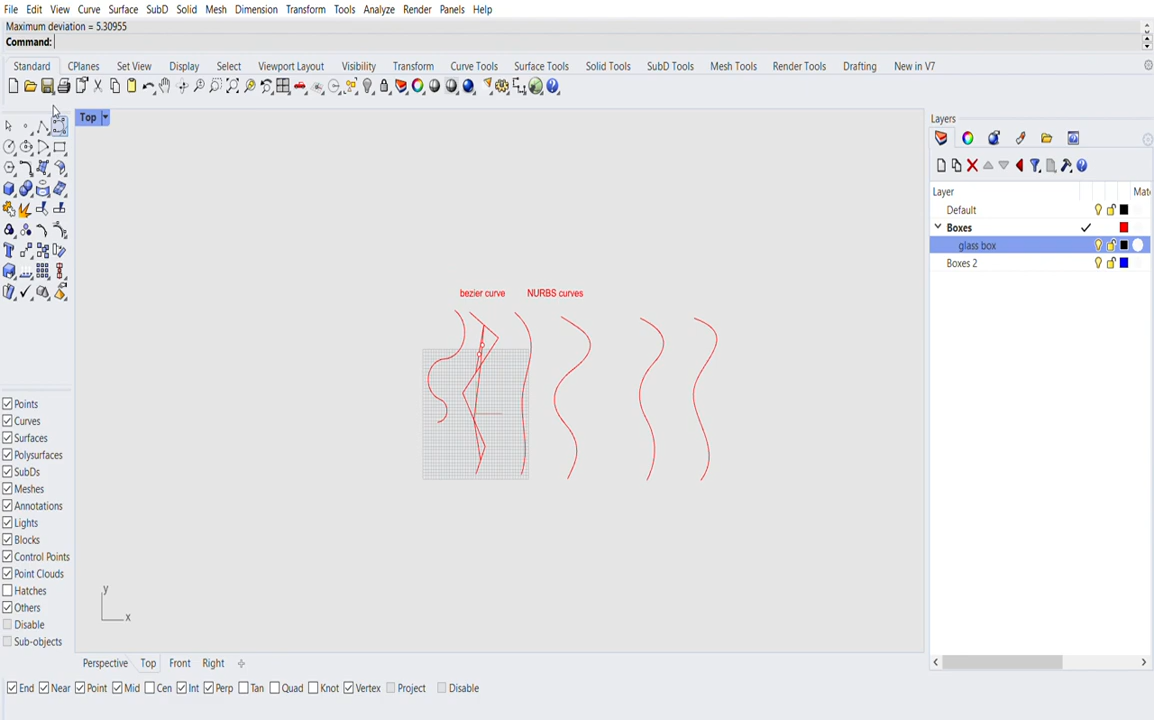 File Edit View Curve Surface SubD Solid Mesh Dimension Transform Tools Analyze Render Panels Help
Maximum deviation = 5.30955
Command:
Standard CPlanes Set View Display Select Viewport Layout Visibility Transform Curve Tools Surface Tools Solid Tools SubD Tools Mesh Tools Render Tools Drafting New in V7
Top
Layers
Layer Mat
Default
Boxes
glass box
Boxes 2
bezier curve NURBS curves
Points
Curves
Surfaces
Polysurfaces
SubDs
Meshes
Annotations
Lights
Blocks
Control Points
Point Clouds
Hatches
Others
Disable
Sub-objects
y
x
Perspective Top Front Right
End Near Point Mid Cen Int Perp Tan Quad Knot Vertex Project Disable